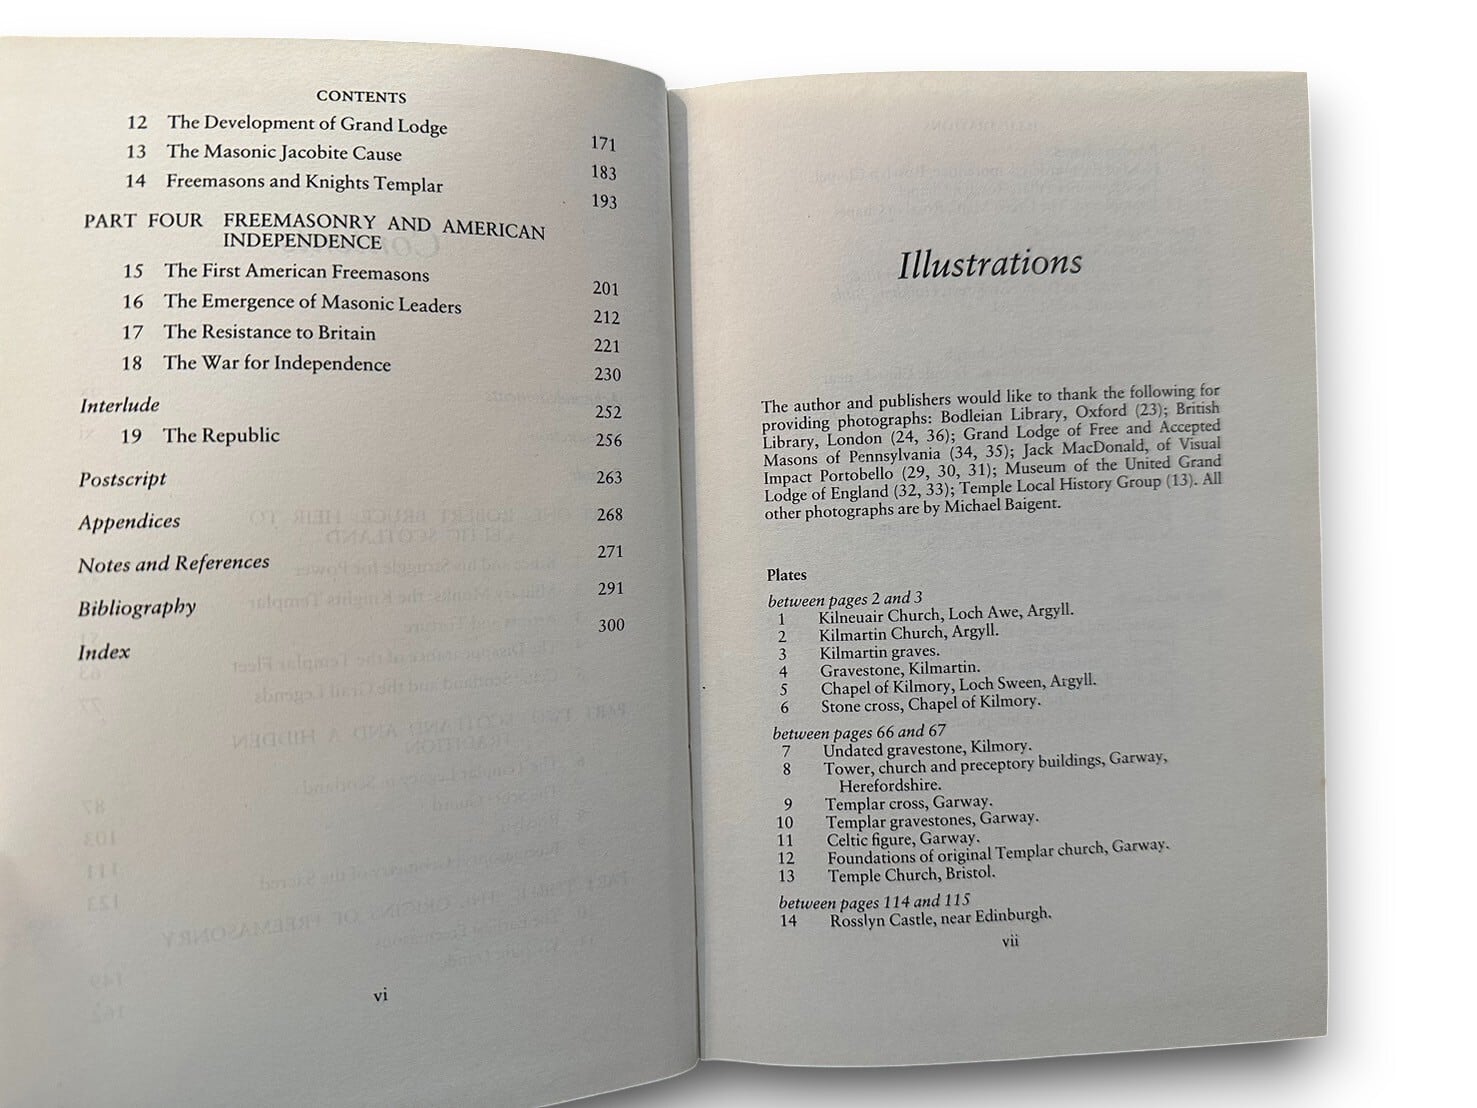 CONTENTS
12 The Development of Grand Lodge 171
13 The Masonic Jacobite Cause 183
14 Freemasons and Knights Templar 193
PART FOUR FREEMASONRY AND AMERICAN
INDEPENDENCE
15 The First American Freemasons 201
16 The Emergence of Masonic Leaders 212
17 The Resistance to Britain 221
18 The War for Independence 230
Interlude 252
19 The Republic 256
Postscript 263
Appendices 268
Notes and References 271
Bibliography 291
Index 300
vi
Illustrations
The author and publishers would like to thank the following for
providing photographs: Bodleian Library, Oxford (23); British
Library, London (24, 36); Grand Lodge of Free and Accepted
Masons of Pennsylvania (34, 35); Jack MacDonald, of Visual
Impact Portobello (29, 30, 31); Museum of the United Grand
Lodge of England (32, 33); Temple Local History Group (13). All
other photographs are by Michael Baigent.
Plates
between pages 2 and 3
1 Kilneuair Church, Loch Awe, Argyll.
2 Kilmartin Church, Argyll.
3 Kilmartin graves.
4 Gravestone, Kilmartin.
5 Chapel of Kilmory, Loch Sween, Argyll.
6 Stone cross, Chapel of Kilmory.
between pages 66 and 67
7 Undated gravestone, Kilmory.
8 Tower, church and preceptory buildings, Garway,
Herefordshire.
9 Templar cross, Garway.
10 Templar gravestones, Garway.
11 Celtic figure, Garway.
12 Foundations of original Templar church, Garway.
13 Temple Church, Bristol.
between pages 114 and 115
14 Rosslyn Castle, near Edinburgh.
vii